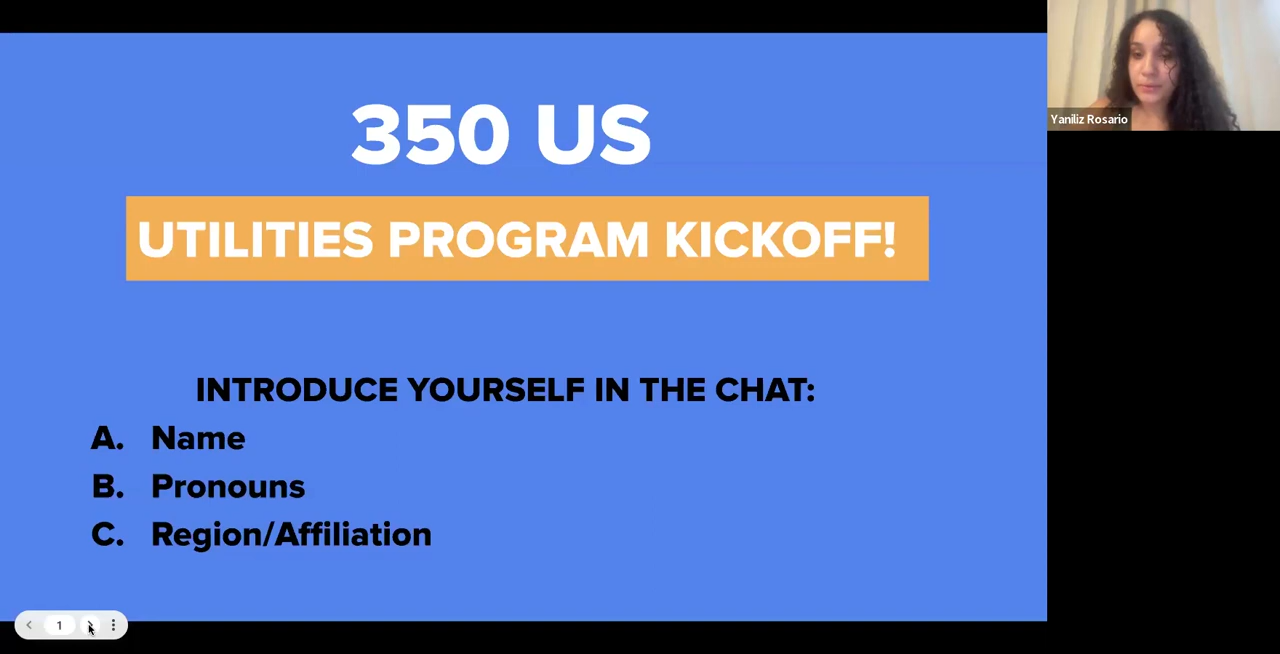 350 US
UTILITIES PROGRAM KICKOFF!
INTRODUCE YOURSELF IN THE CHAT:
A. Name
B. Pronouns
C. Region/Affiliation
Yaniliz Rosario
1